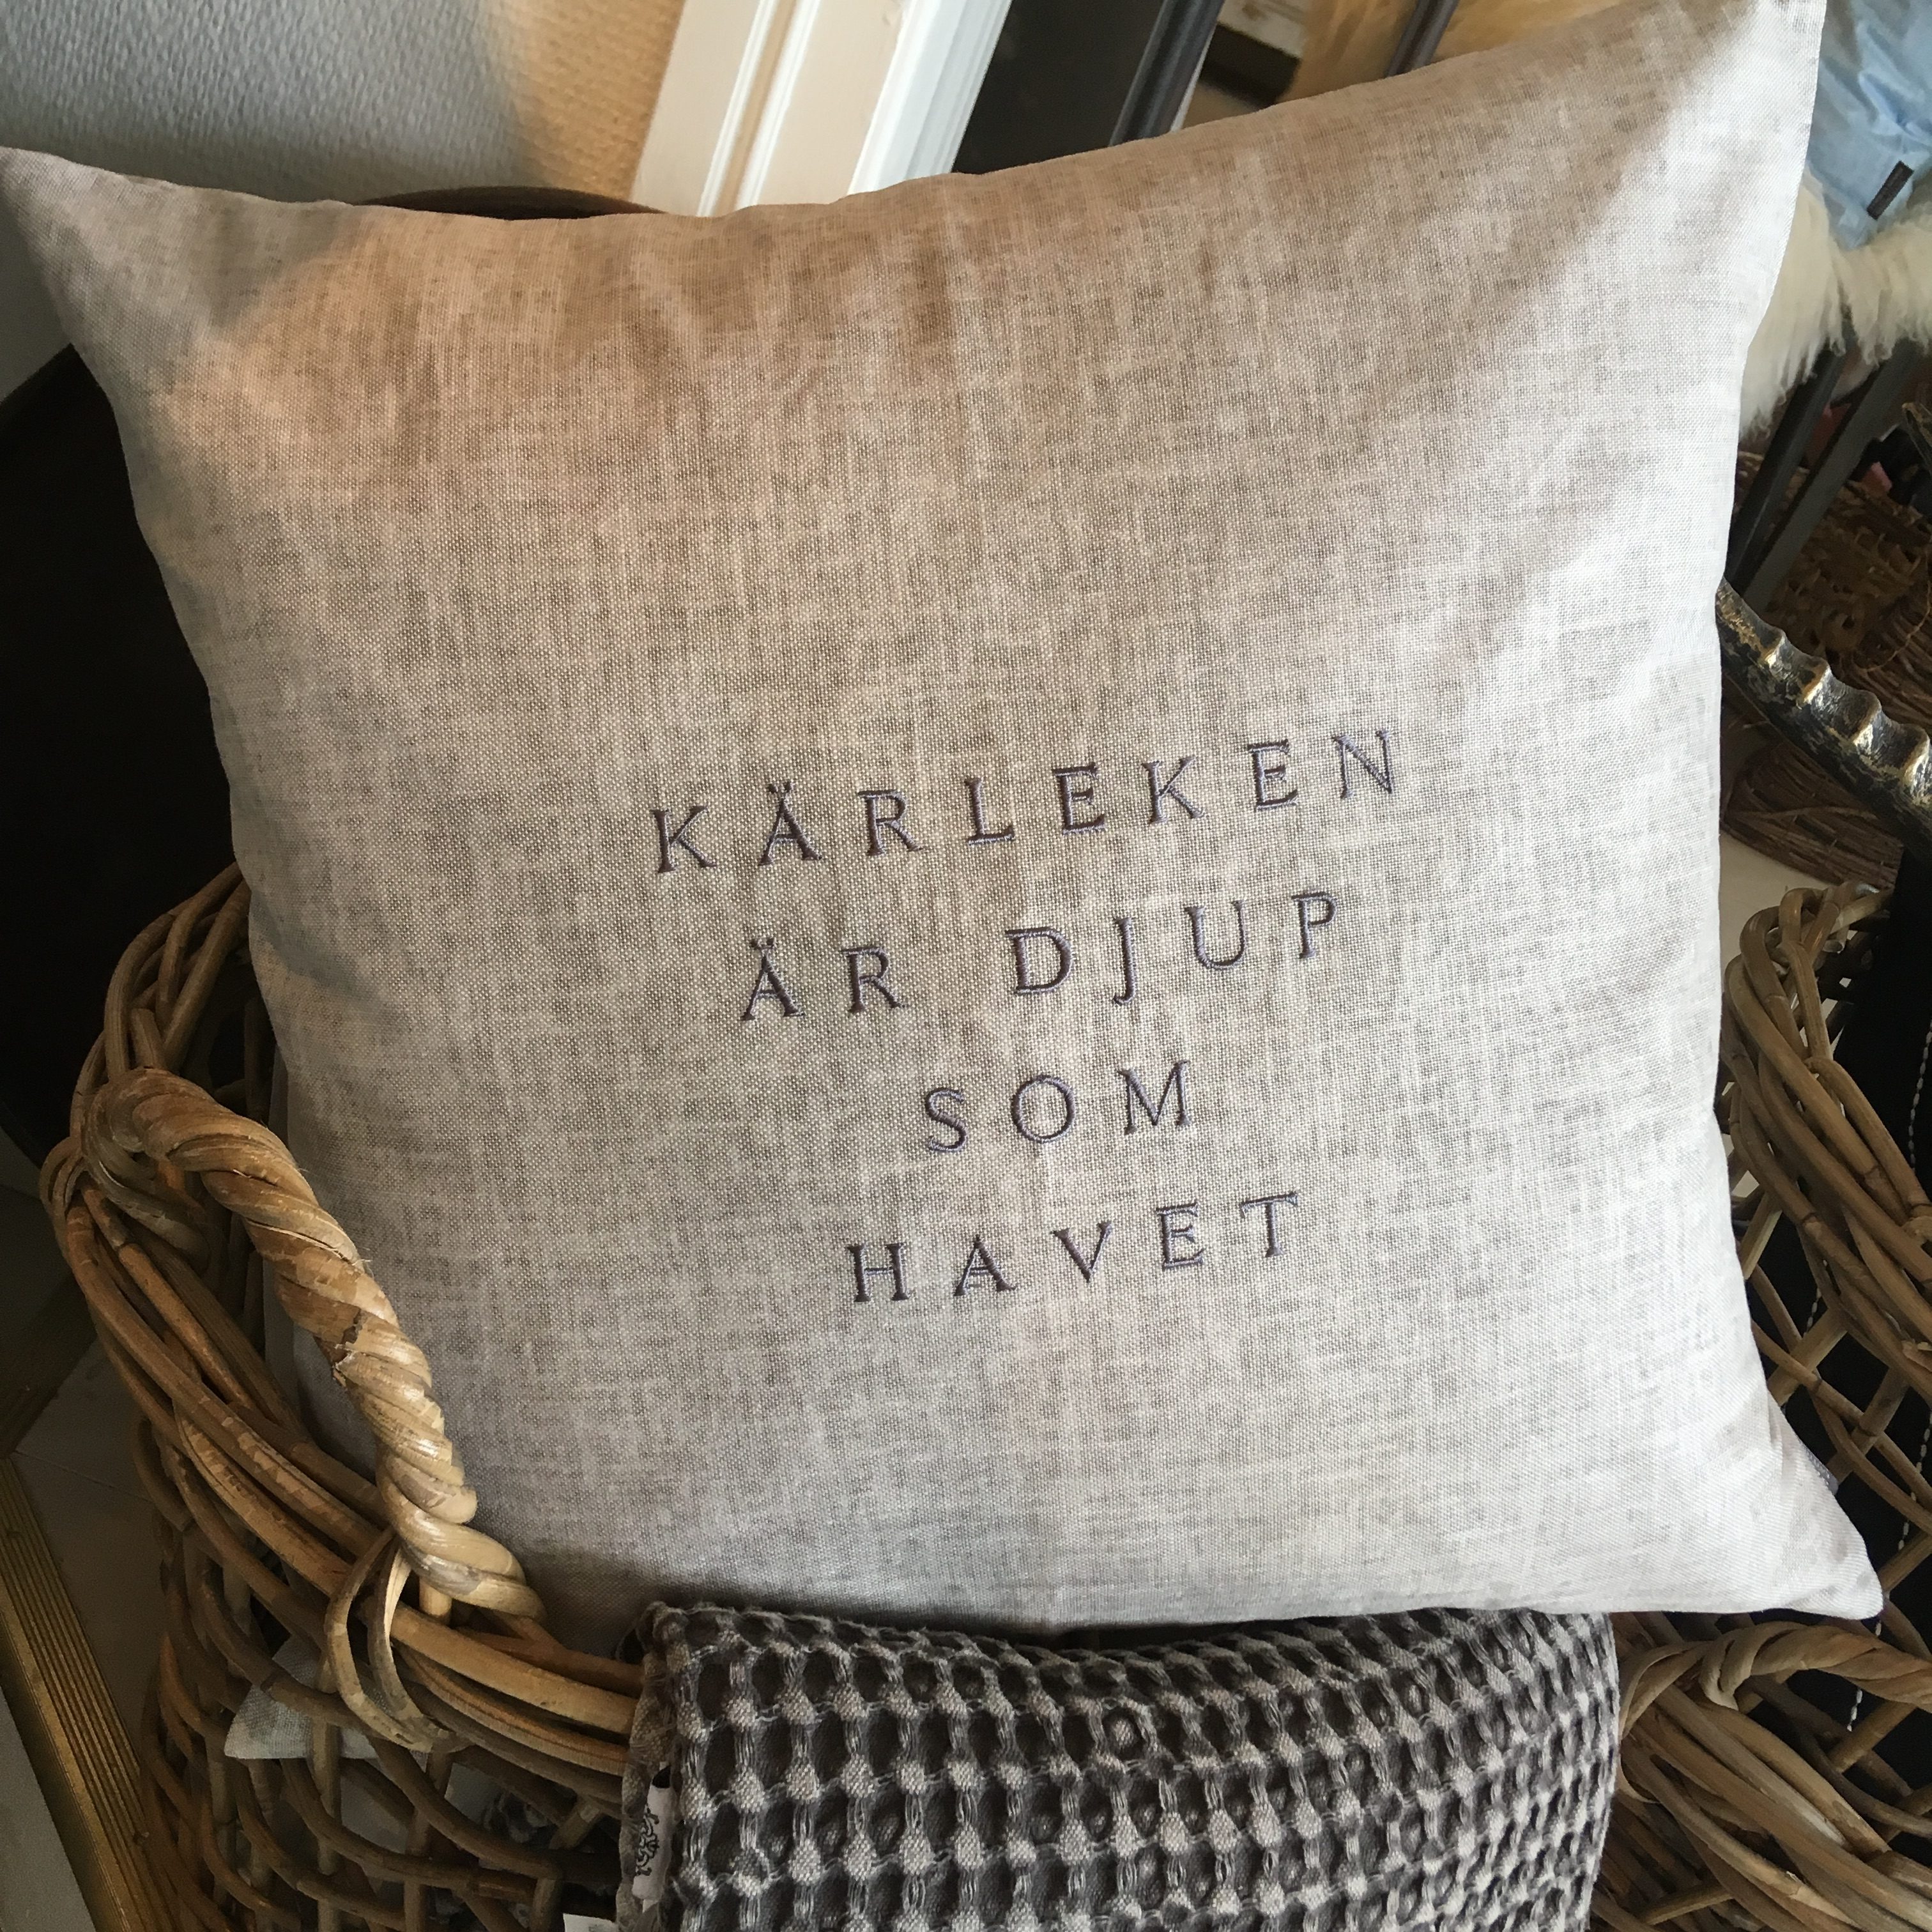 KÄRLEKEN
ÄR DJUP
SOM
HAVET